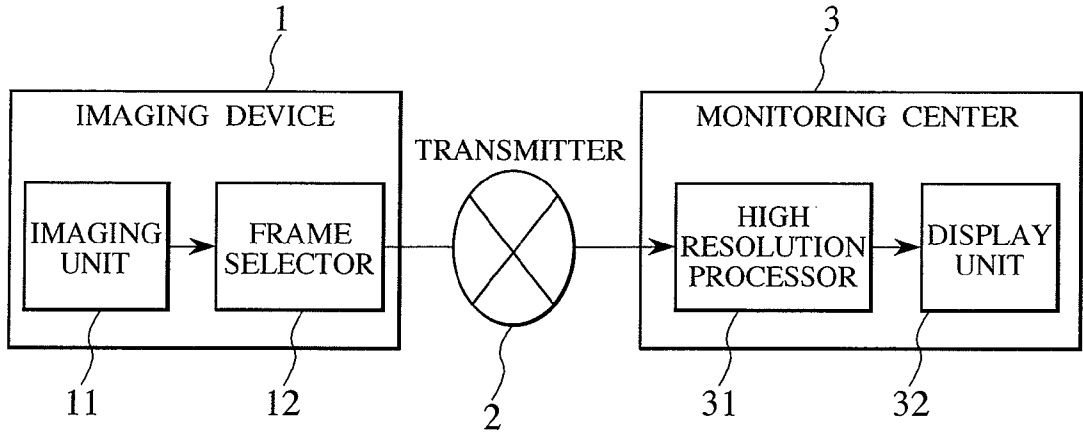 1
3
IMAGING DEVICE
MONITORING CENTER
TRANSMITTER
IMAGING
UNIT
FRAME
SELECTOR
HIGH
RESOLUTION
PROCESSOR
DISPLAY
UNIT
11
12
2
31
32